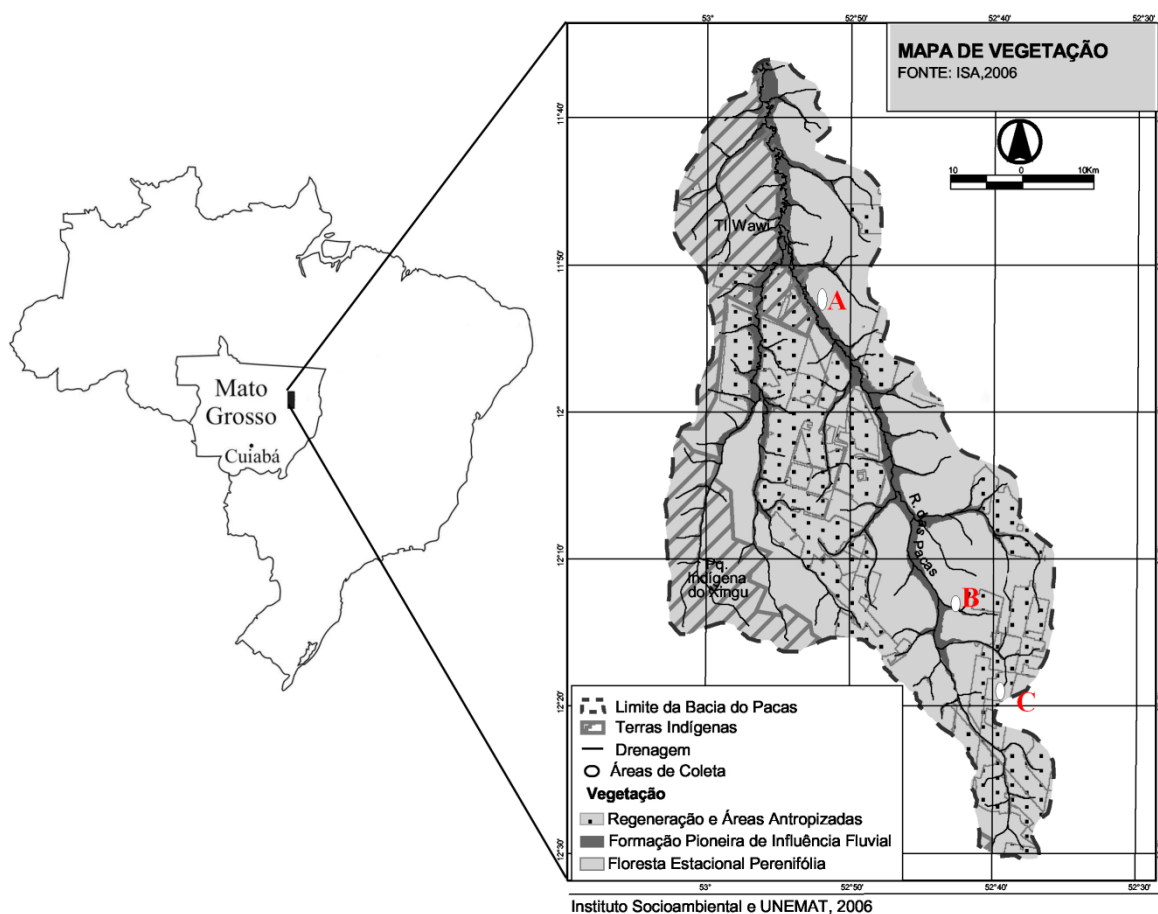 Mato
Grosso
Cuiabá
53°
52°50
52°40
52°30
MAPA DE VEGETAÇÃO
FONTE: ISA,2006
10
0
10Km
11°40
11°50
12°
12°10
12°20
12°30
TI Wawi
A
R. das Pacas
Pq.
Indígena
do Xingu
B
C
Limite da Bacia do Pacas
Terras Indígenas
Drenagem
Áreas de Coleta
Vegetação
Regeneração e Áreas Antropizadas
Formação Pioneira de Influência Fluvial
Floresta Estacional Perenifólia
53°
52°50
52°40
52°30
Instituto Socioambiental e UNEMAT, 2006